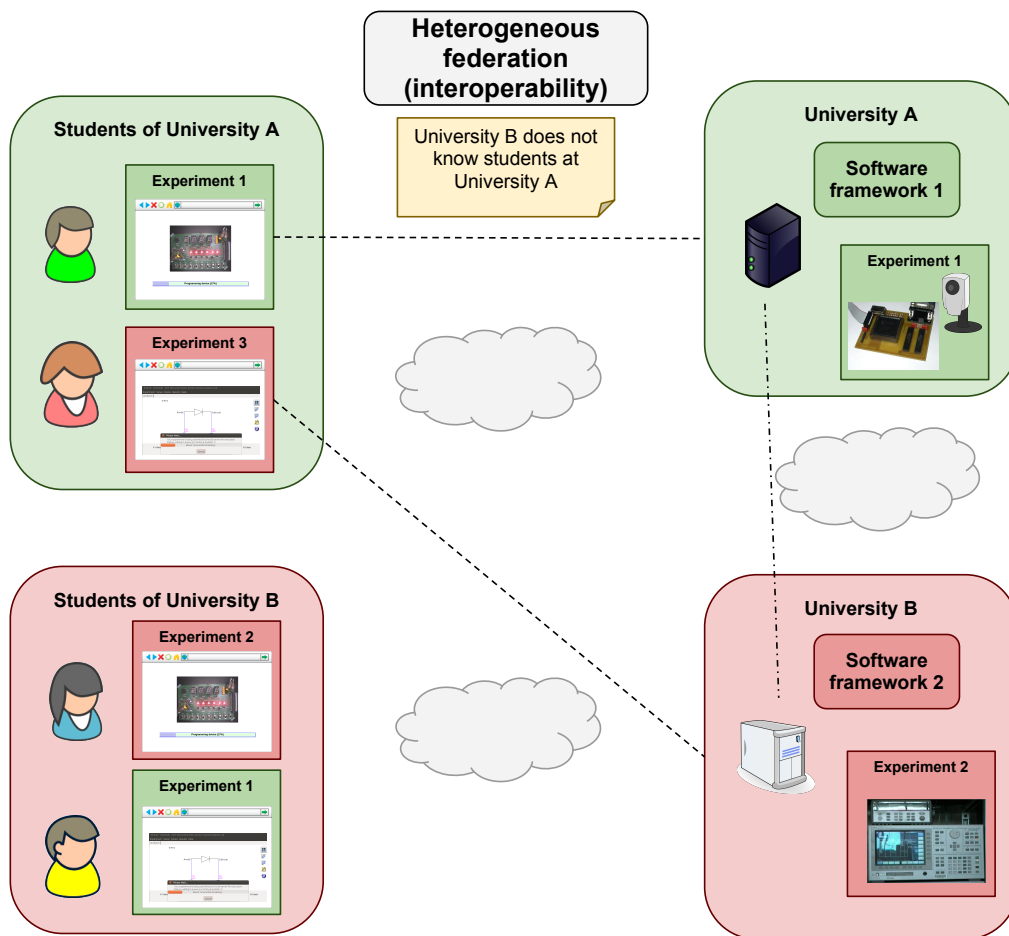 Heterogeneous
federation
(interoperability)
University B does not
know students at
University A
Students of University A
Experiment 1
Experiment 3
University A
Software
framework 1
Experiment 1
Students of University B
Experiment 2
Experiment 1
University B
Software
framework 2
Experiment 2